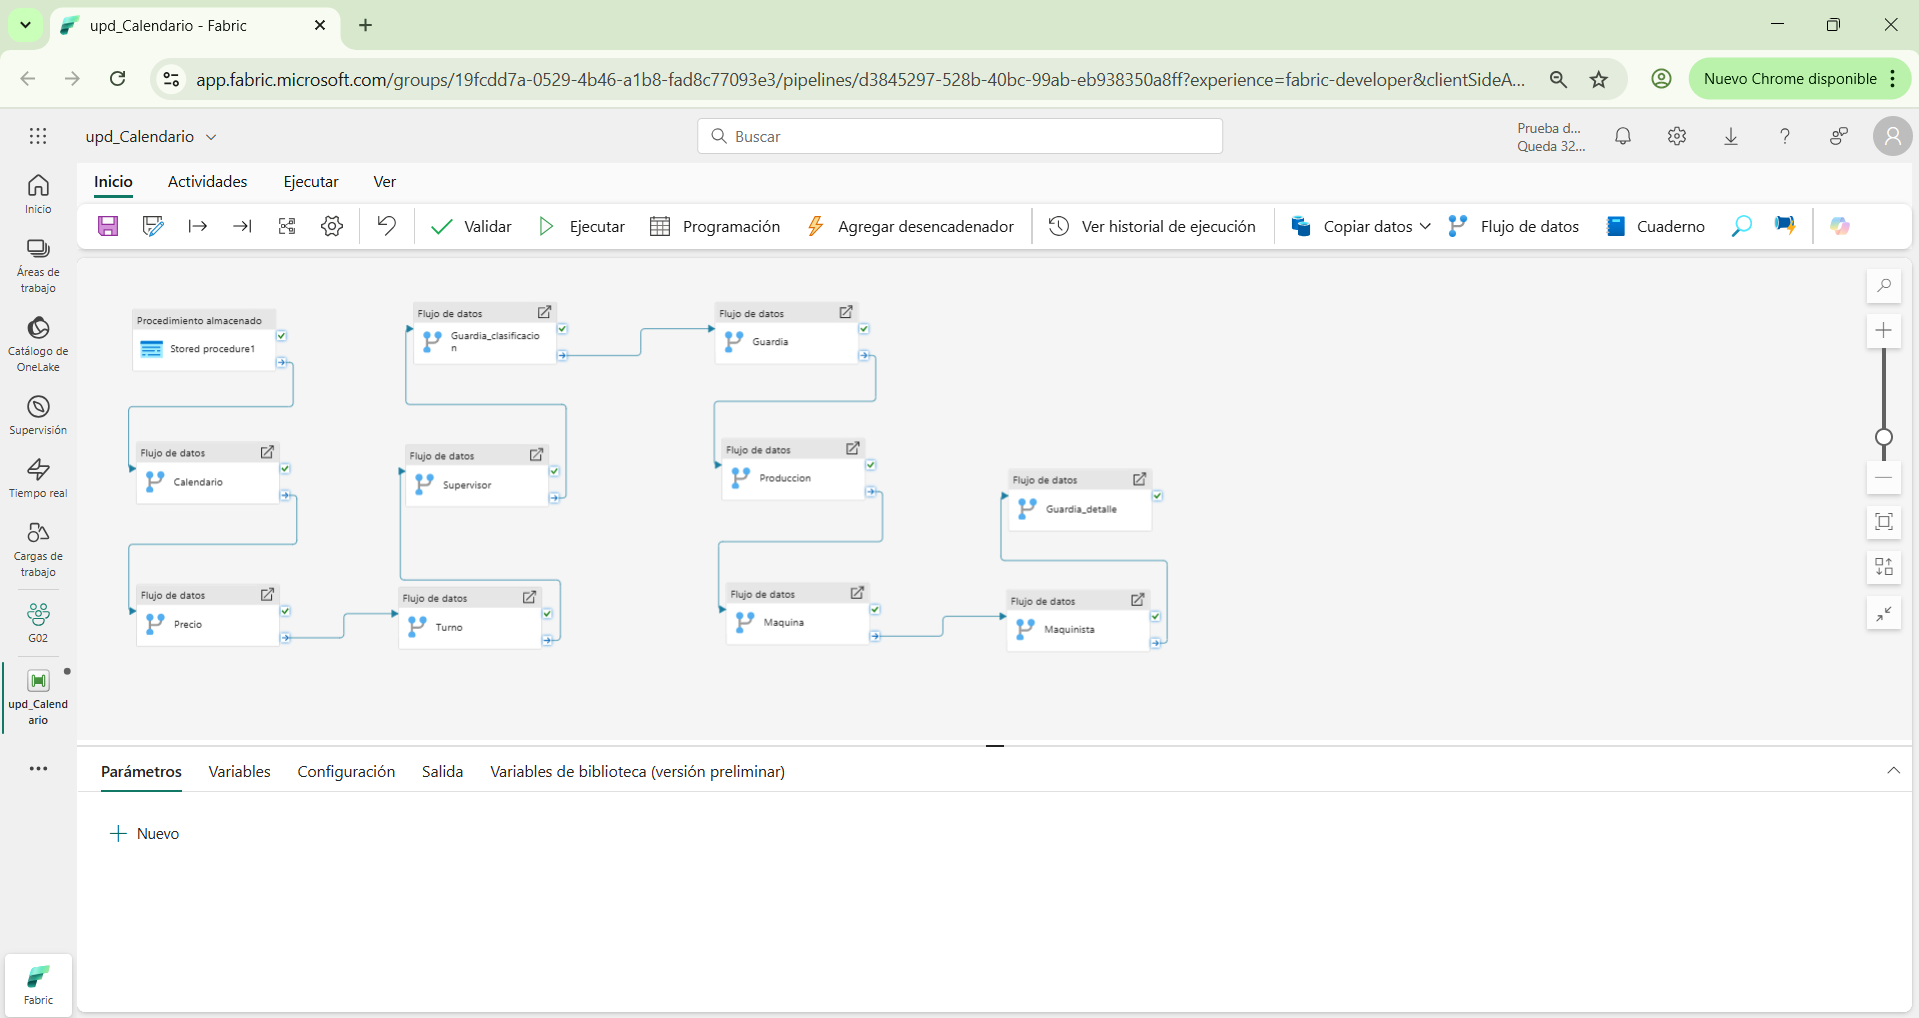 upd_Calendario - Fabric
app.fabric.microsoft.com/groups/19fcdd7a-0529-4b46-a1b8-fad8c77093e3/pipelines/d3845297-528b-40bc-99ab-eb938350a8ff?experience=fabric-developer&clientSideA...
Nuevo Chrome disponible
upd_Calendario
Buscar
Prueba d...
Queda 32...
Inicio
Áreas de
trabajo
Catálogo de
OneLake
Supervisión
Tiempo real
Cargas de
trabajo
G02
upd_Calend
ario
Fabric
Inicio
Actividades
Ejecutar
Ver
Validar
Ejecutar
Programación
Agregar desencadenador
Ver historial de ejecución
Copiar datos
Flujo de datos
Cuaderno
Procedimiento almacenado
Stored procedure1
Flujo de datos
Calendario
Flujo de datos
Precio
Flujo de datos
Guardia_clasificacio
n
Flujo de datos
Supervisor
Flujo de datos
Turno
Flujo de datos
Guardia
Flujo de datos
Produccion
Flujo de datos
Maquina
Flujo de datos
Guardia_detalle
Flujo de datos
Maquinista
Parámetros
Variables
Configuración
Salida
Variables de biblioteca (versión preliminar)
Nuevo